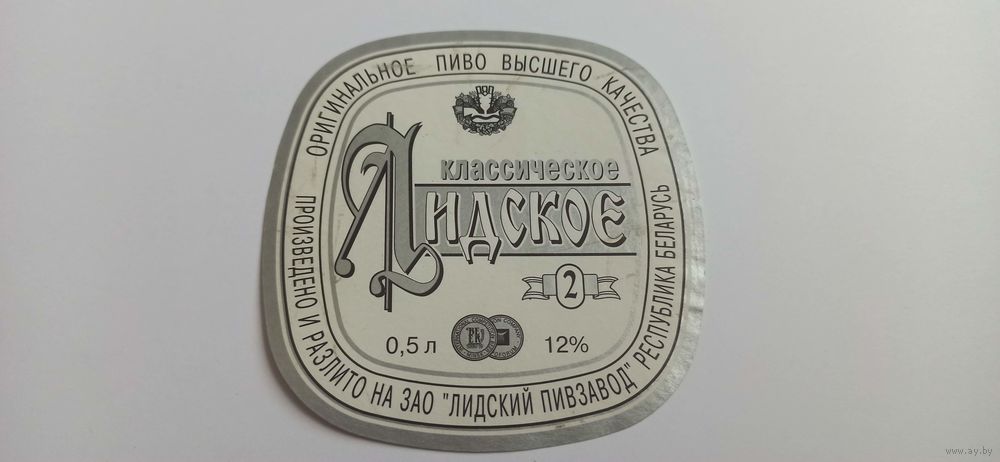 ОРИГИНАЛЬНОЕ ПИВО ВЫСШЕГО КАЧЕСТВА
КЛАССИЧЕСКОЕ
ЛИДСКОЕ
2
0,5 л
12%
ПРОИЗВЕДЕНО И РАЗЛИТО НА ЗАО "ЛИДСКИЙ ПИВЗАВОД" РЕСПУБЛИКА БЕЛАРУСЬ
www.ay.by